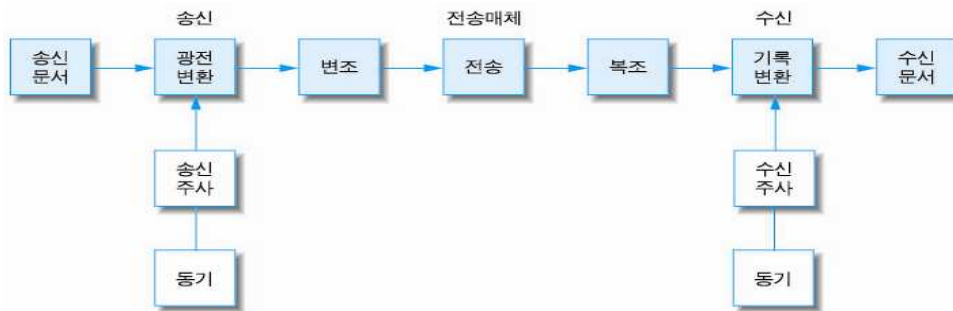 송신
전송매체
수신
송신
문서
광전
변환
변조
전송
복조
기록
변환
수신
문서
송신
주사
수신
주사
동기
동기